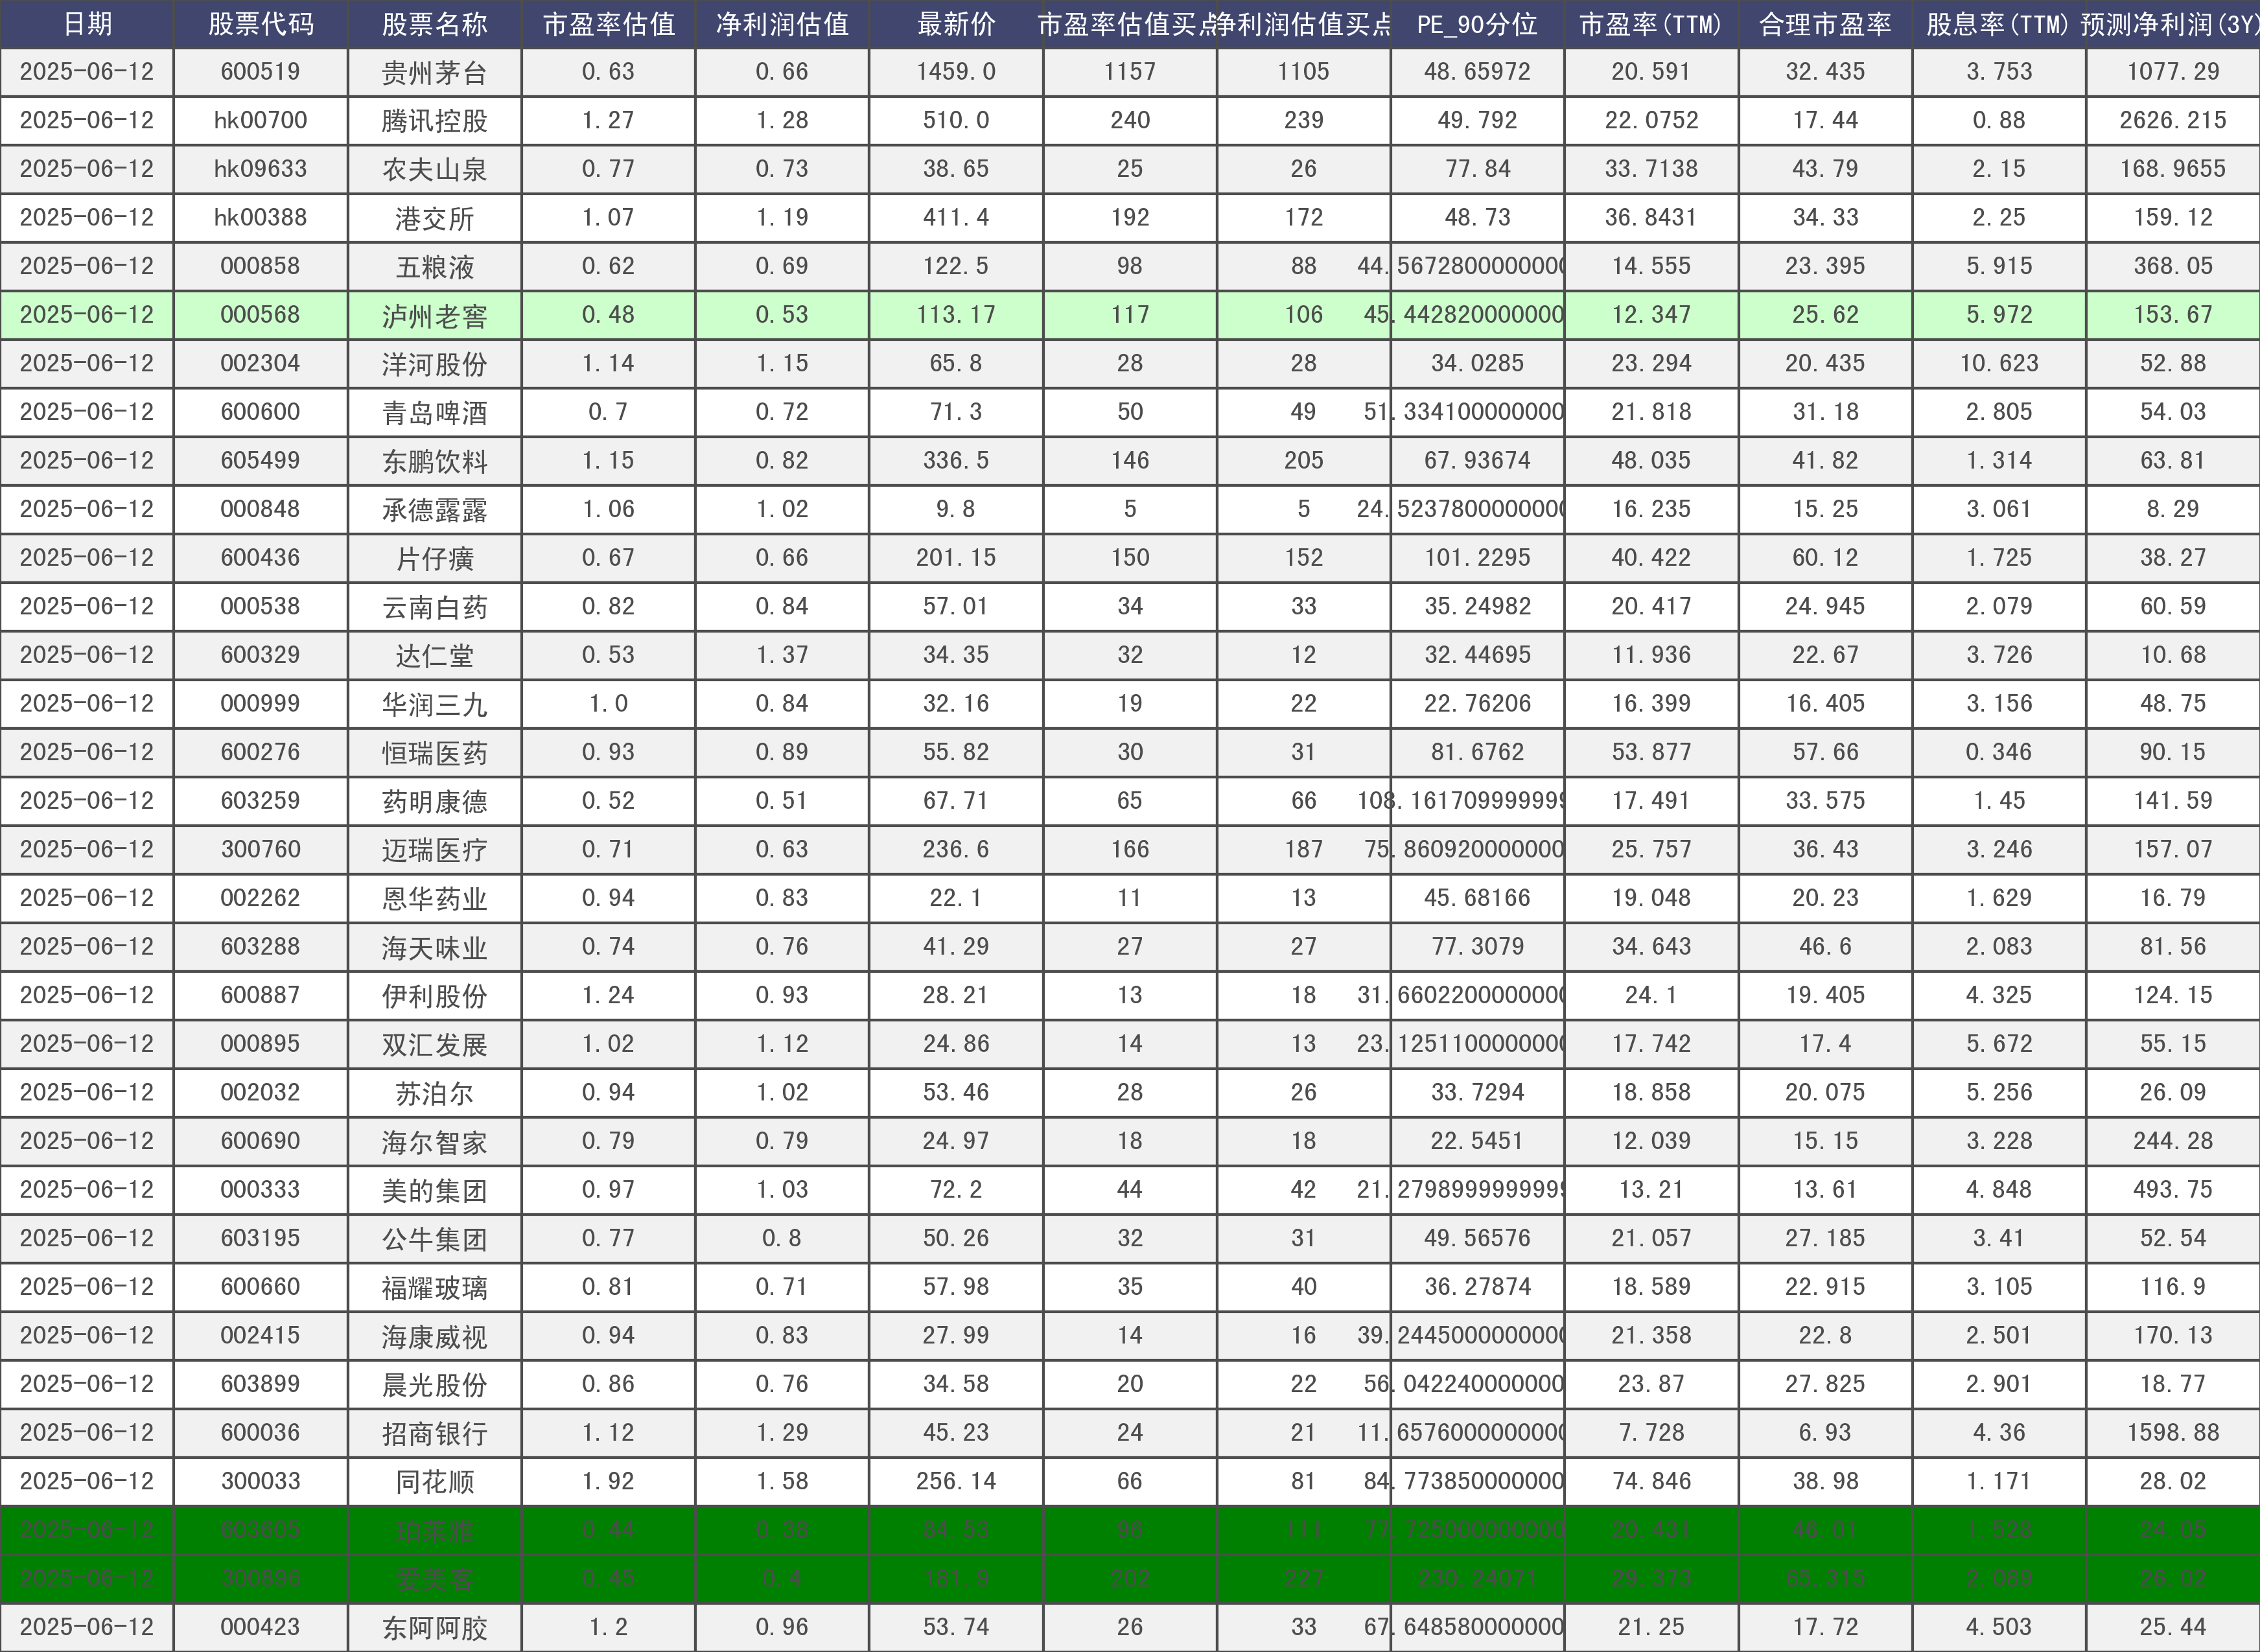 日期 股票代码 股票名称 市盈率估值 净利润估值 最新价 市盈率估值买点 净利润估值买点 PE_90分位 市盈率(TTM) 合理市盈率 股息率(TTM) 预测净利润(3Y)
2025-06-12 600519 贵州茅台 0.63 0.66 1459.0 1157 1105 48.65972 20.591 32.435 3.753 1077.29
2025-06-12 hk00700 腾讯控股 1.27 1.28 510.0 240 239 49.792 22.0752 17.44 0.88 2626.215
2025-06-12 hk09633 农夫山泉 0.77 0.73 38.65 25 26 77.84 33.7138 43.79 2.15 168.9655
2025-06-12 hk00388 港交所 1.07 1.19 411.4 192 172 48.73 36.8431 34.33 2.25 159.12
2025-06-12 000858 五粮液 0.62 0.69 122.5 98 88 44.5672800000000 14.555 23.395 5.915 368.05
2025-06-12 000568 泸州老窖 0.48 0.53 113.17 117 106 45.442820000000 12.347 25.62 5.972 153.67
2025-06-12 002304 洋河股份 1.14 1.15 65.8 28 28 34.0285 23.294 20.435 10.623 52.88
2025-06-12 600600 青岛啤酒 0.7 0.72 71.3 50 49 51.334100000000 21.818 31.18 2.805 54.03
2025-06-12 605499 东鹏饮料 1.15 0.82 336.5 146 205 67.93674 48.035 41.82 1.314 63.81
2025-06-12 000848 承德露露 1.06 1.02 9.8 5 5 24.5237800000000 16.235 15.25 3.061 8.29
2025-06-12 600436 片仔癀 0.67 0.66 201.15 150 152 101.2295 40.422 60.12 1.725 38.27
2025-06-12 000538 云南白药 0.82 0.84 57.01 34 33 35.24982 20.417 24.945 2.079 60.59
2025-06-12 600329 达仁堂 0.53 1.37 34.35 32 12 32.44695 11.936 22.67 3.726 10.68
2025-06-12 000999 华润三九 1.0 0.84 32.16 19 22 22.76206 16.399 16.405 3.156 48.75
2025-06-12 600276 恒瑞医药 0.93 0.89 55.82 30 31 81.6762 53.877 57.66 0.346 90.15
2025-06-12 603259 药明康德 0.52 0.51 67.71 65 66 108.161709999999 17.491 33.575 1.45 141.59
2025-06-12 300760 迈瑞医疗 0.71 0.63 236.6 166 187 75.860920000000 25.757 36.43 3.246 157.07
2025-06-12 002262 恩华药业 0.94 0.83 22.1 11 13 45.68166 19.048 20.23 1.629 16.79
2025-06-12 603288 海天味业 0.74 0.76 41.29 27 27 77.3079 34.643 46.6 2.083 81.56
2025-06-12 600887 伊利股份 1.24 0.93 28.21 13 18 31.6602200000000 24.1 19.405 4.325 124.15
2025-06-12 000895 双汇发展 1.02 1.12 24.86 14 13 23.1251100000000 17.742 17.4 5.672 55.15
2025-06-12 002032 苏泊尔 0.94 1.02 53.46 28 26 33.7294 18.858 20.075 5.256 26.09
2025-06-12 600690 海尔智家 0.79 0.79 24.97 18 18 22.5451 12.039 15.15 3.228 244.28
2025-06-12 000333 美的集团 0.97 1.03 72.2 44 42 21.2798999999999 13.21 13.61 4.848 493.75
2025-06-12 603195 公牛集团 0.77 0.8 50.26 32 31 49.56576 21.057 27.185 3.41 52.54
2025-06-12 600660 福耀玻璃 0.81 0.71 57.98 35 40 36.27874 18.589 22.915 3.105 116.9
2025-06-12 002415 海康威视 0.94 0.83 27.99 14 16 39.2445000000000 21.358 22.8 2.501 170.13
2025-06-12 603899 晨光股份 0.86 0.76 34.58 20 22 56.042240000000 23.87 27.825 2.901 18.77
2025-06-12 600036 招商银行 1.12 1.29 45.23 24 21 11.6576000000000 7.728 6.93 4.36 1598.88
2025-06-12 300033 同花顺 1.92 1.58 256.14 66 81 84.773850000000 74.846 38.98 1.171 28.02
2025-06-12 603605 珀莱雅 0.44 0.38 84.53 96 111 77.725000000000 20.431 46.01 1.528 24.05
2025-06-12 300896 爱美客 0.45 0.4 181.9 202 227 230.24071 29.373 65.315 2.089 26.02
2025-06-12 000423 东阿阿胶 1.2 0.96 53.74 26 33 67.648580000000 21.25 17.72 4.503 25.44